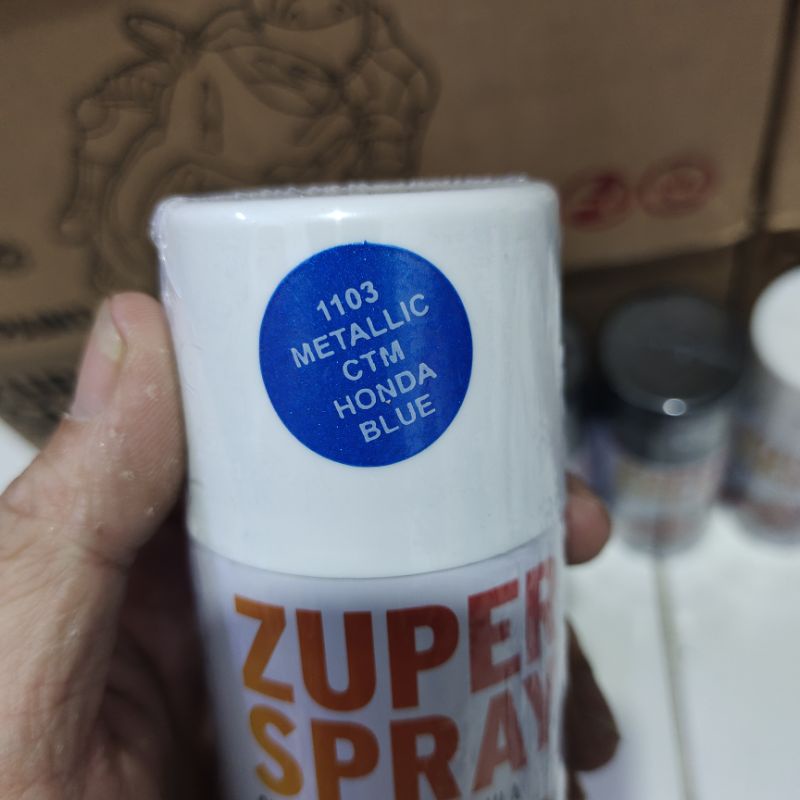 1103
METALLIC
CTM
HONDA
BLUE
ZUPER
SPRAY